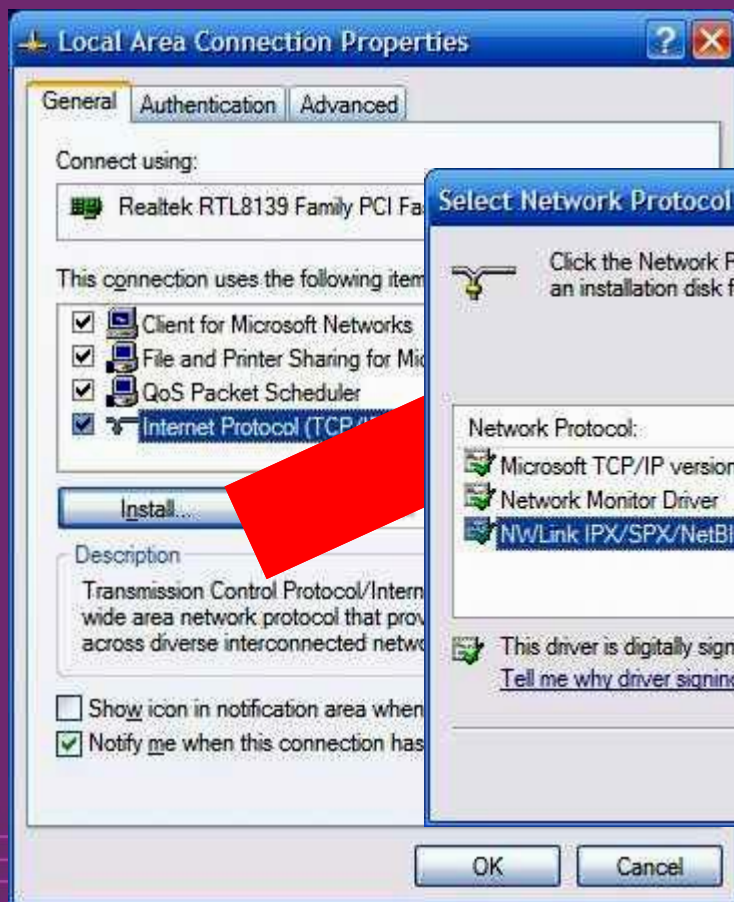 Local Area Connection Properties
General Authentication Advanced
Connect using:
Realtek RTL8139 Family PCI Fa
This connection uses the following item
Client for Microsoft Networks
File and Printer Sharing for Mic
QoS Packet Scheduler
Internet Protocol (TCP/I
Install...
Description
Transmission Control Protocol/Intern
wide area network protocol that prov
across diverse interconnected netwo
Show icon in notification area when
Notify me when this connection has
OK Cancel
Select Network Protocol
Click the Network P
an installation disk f
Network Protocol:
Microsoft TCP/IP version
Network Monitor Driver
NWLink IPX/SPX/NetBI
This driver is digitally sign
Tell me why driver signing